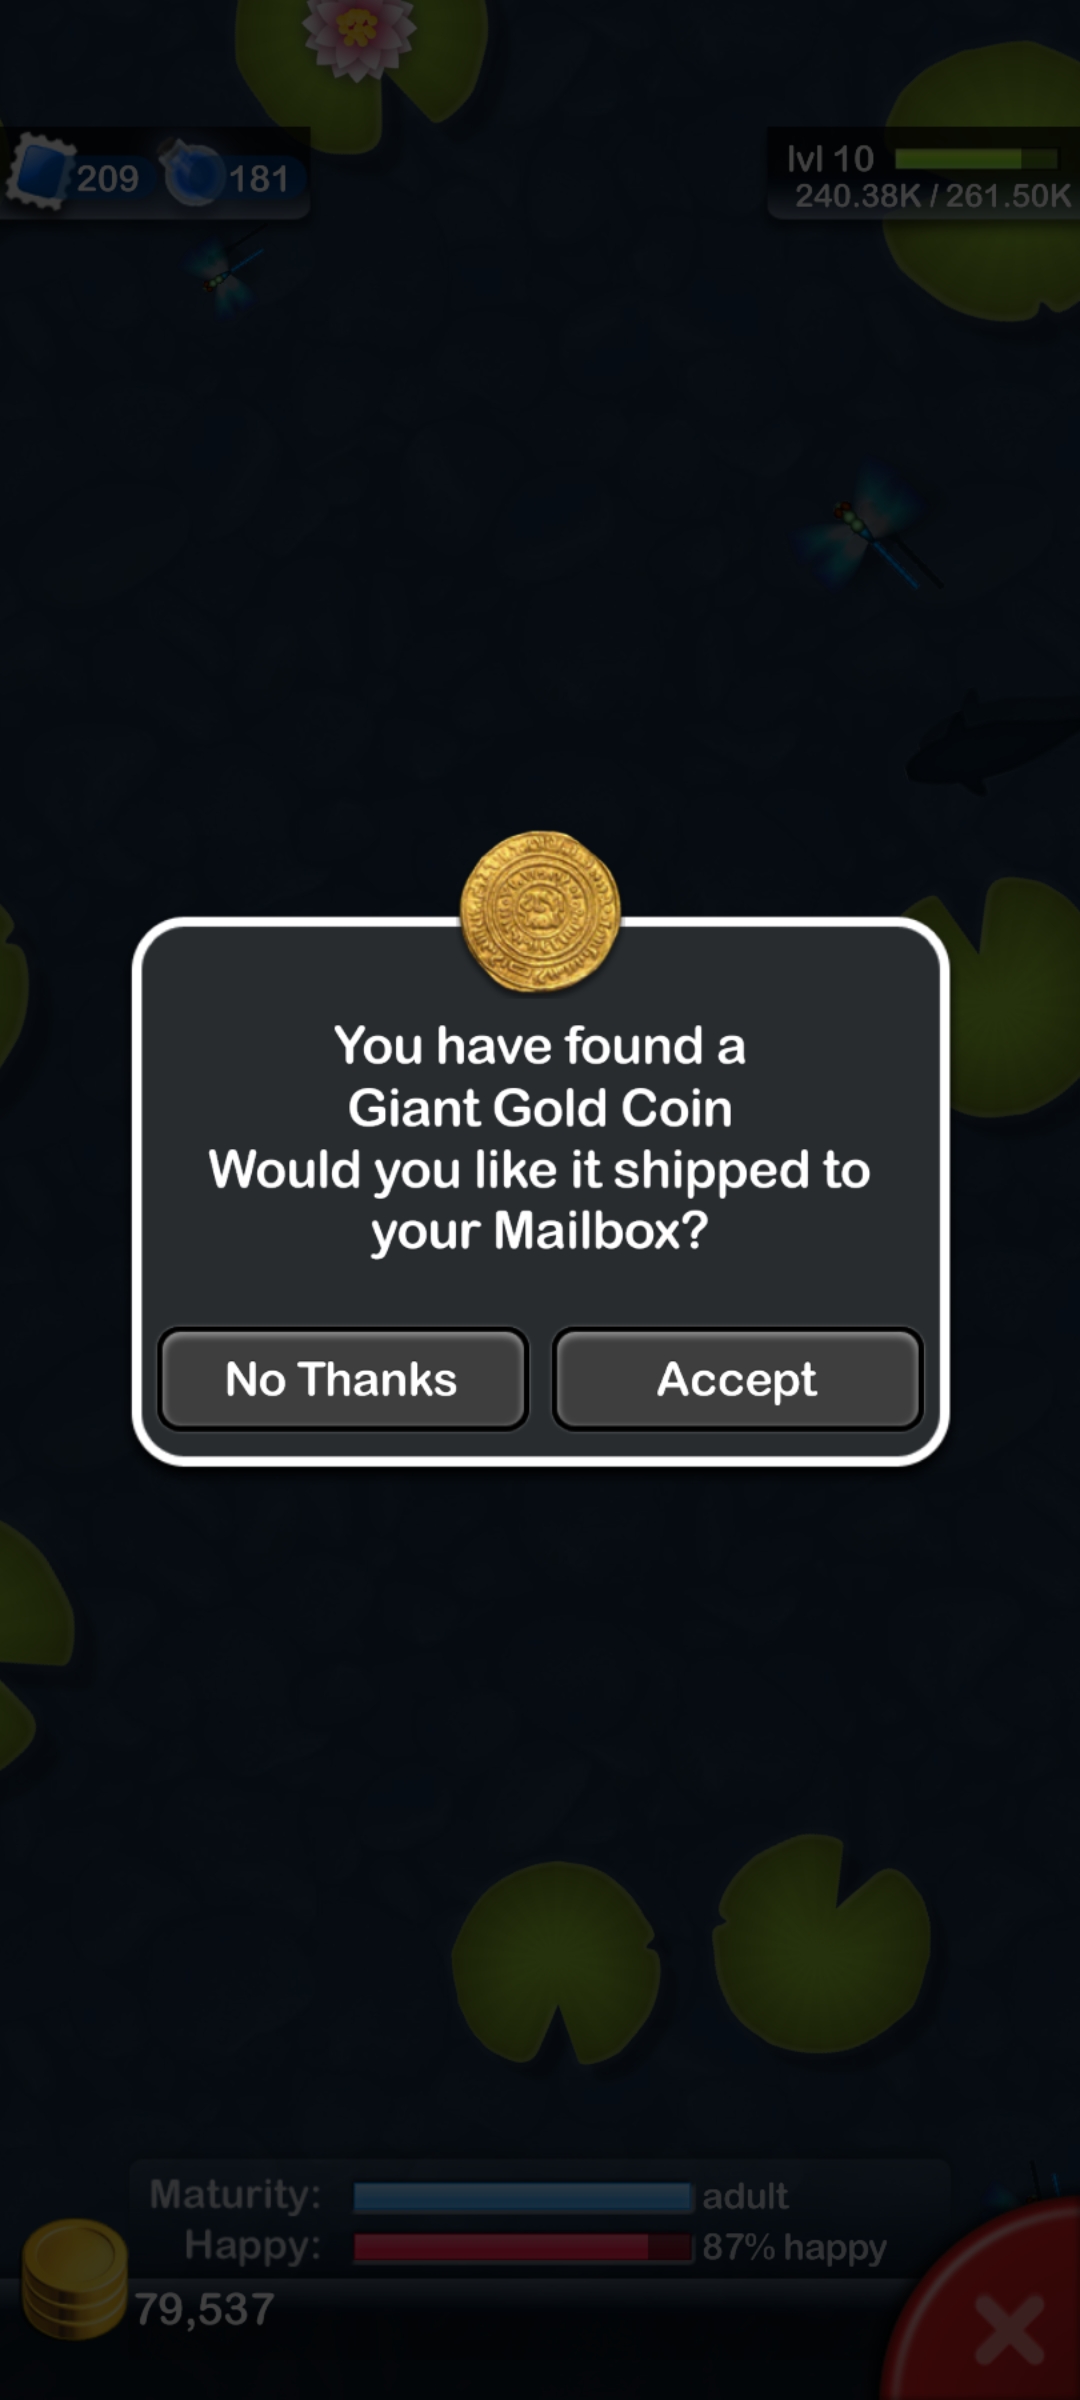 209 181
lvl 10
240.38K / 261.50K
You have found a
Giant Gold Coin
Would you like it shipped to
your Mailbox?
No Thanks Accept
Maturity: adult
Happy: 87% happy
79,537